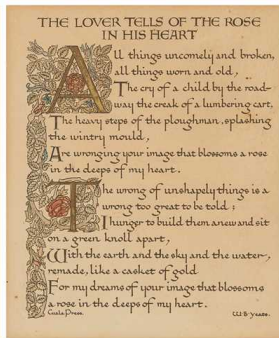 THE LOVER TELLS OF THE ROSE
IN HIS HEART
All things uncomely and broken,
all things worn and old,
The cry of a child by the road-
way the creak of a lumbering cart,
The heavy steps of the ploughman, splashing
the wintry mould,
Are wronging your image that blossoms a rose
in the deeps of my heart.
The wrong of unshapely things is a
wrong too great to be told;
I hunger to build them anew and sit
on a green knoll apart,
With the earth and the sky and the water,
remade, like a casket of gold
For my dreams of your image that blossoms
a rose in the deeps of my heart.
Cuala Press. W.B. Yeats.